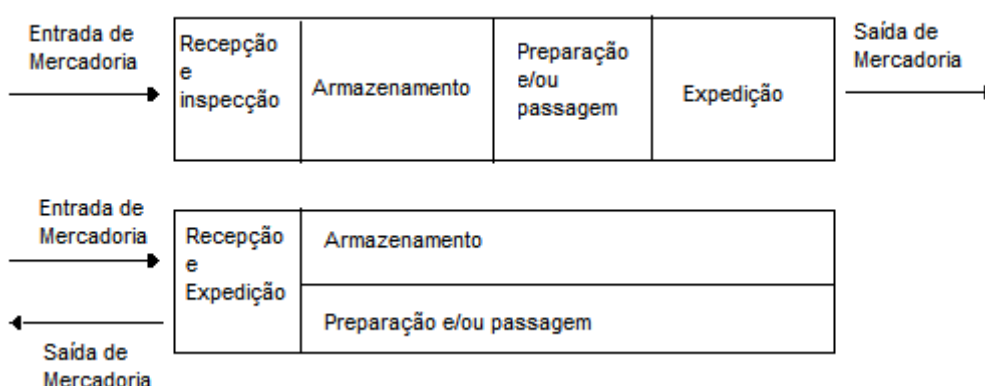 Entrada de
Mercadoria
Recepção
e
inspecção
Armazenamento
Preparação
e/ou
passagem
Expedição
Saída de
Mercadoria
Entrada de
Mercadoria
Recepção
e
Expedição
Armazenamento
Preparação e/ou passagem
Saída de
Mercadoria